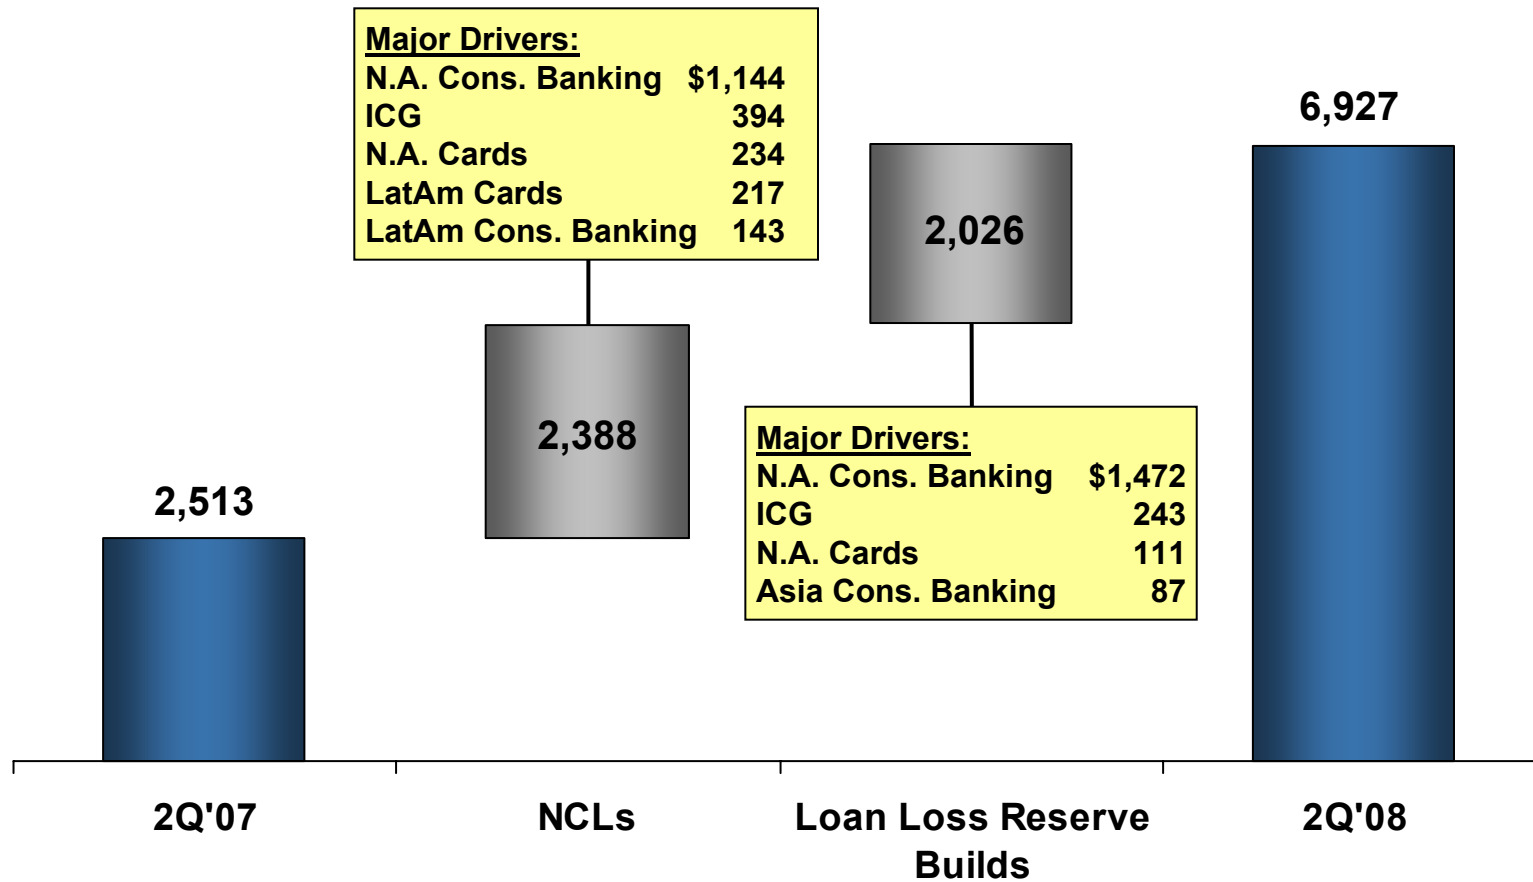 Major Drivers:
N.A. Cons. Banking $1,144
ICG 394
N.A. Cards 234
LatAm Cards 217
LatAm Cons. Banking 143
6,927
2,026
2,388
Major Drivers:
N.A. Cons. Banking $1,472
ICG 243
N.A. Cards 111
Asia Cons. Banking 87
2,513
2Q'07
NCLs
Loan Loss Reserve
Builds
2Q'08